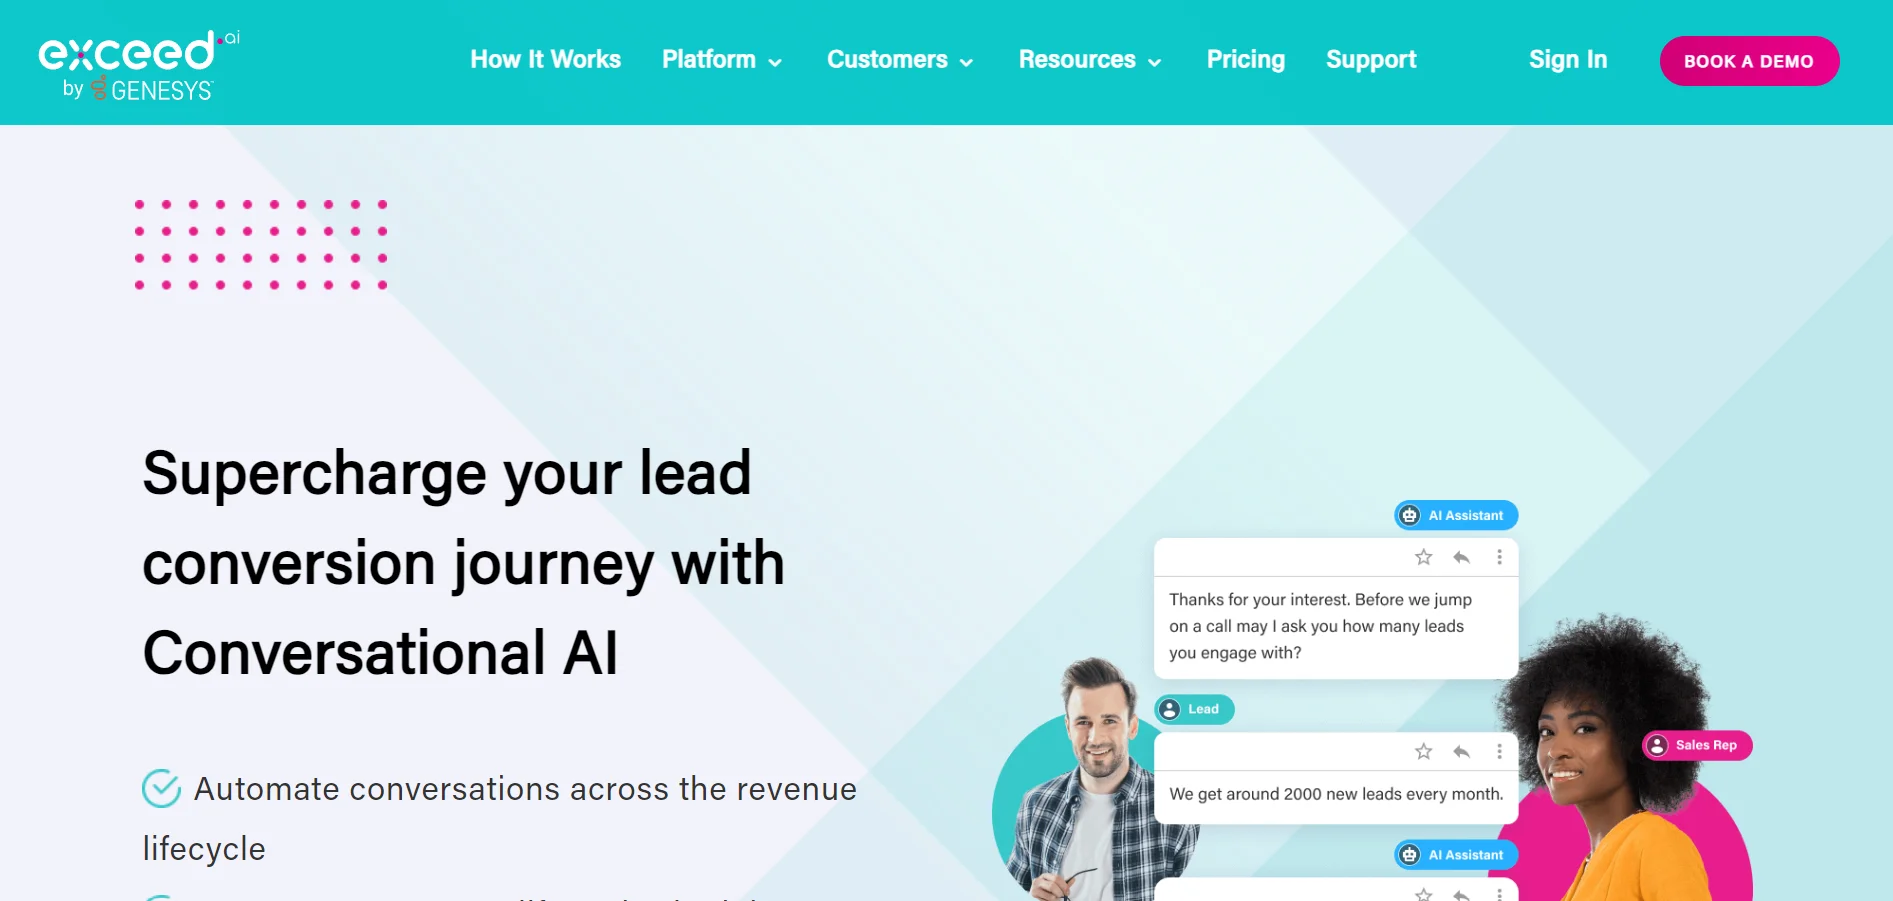 exceed.ai
by GENESYS
How It Works
Platform
Customers
Resources
Pricing
Support
Sign In
BOOK A DEMO
Supercharge your lead
conversion journey with
Conversational AI
Automate conversations across the revenue
lifecycle
AI Assistant
Thanks for your interest. Before we jump
on a call may I ask you how many leads
you engage with?
Lead
Sales Rep
We get around 2000 new leads every month.
AI Assistant